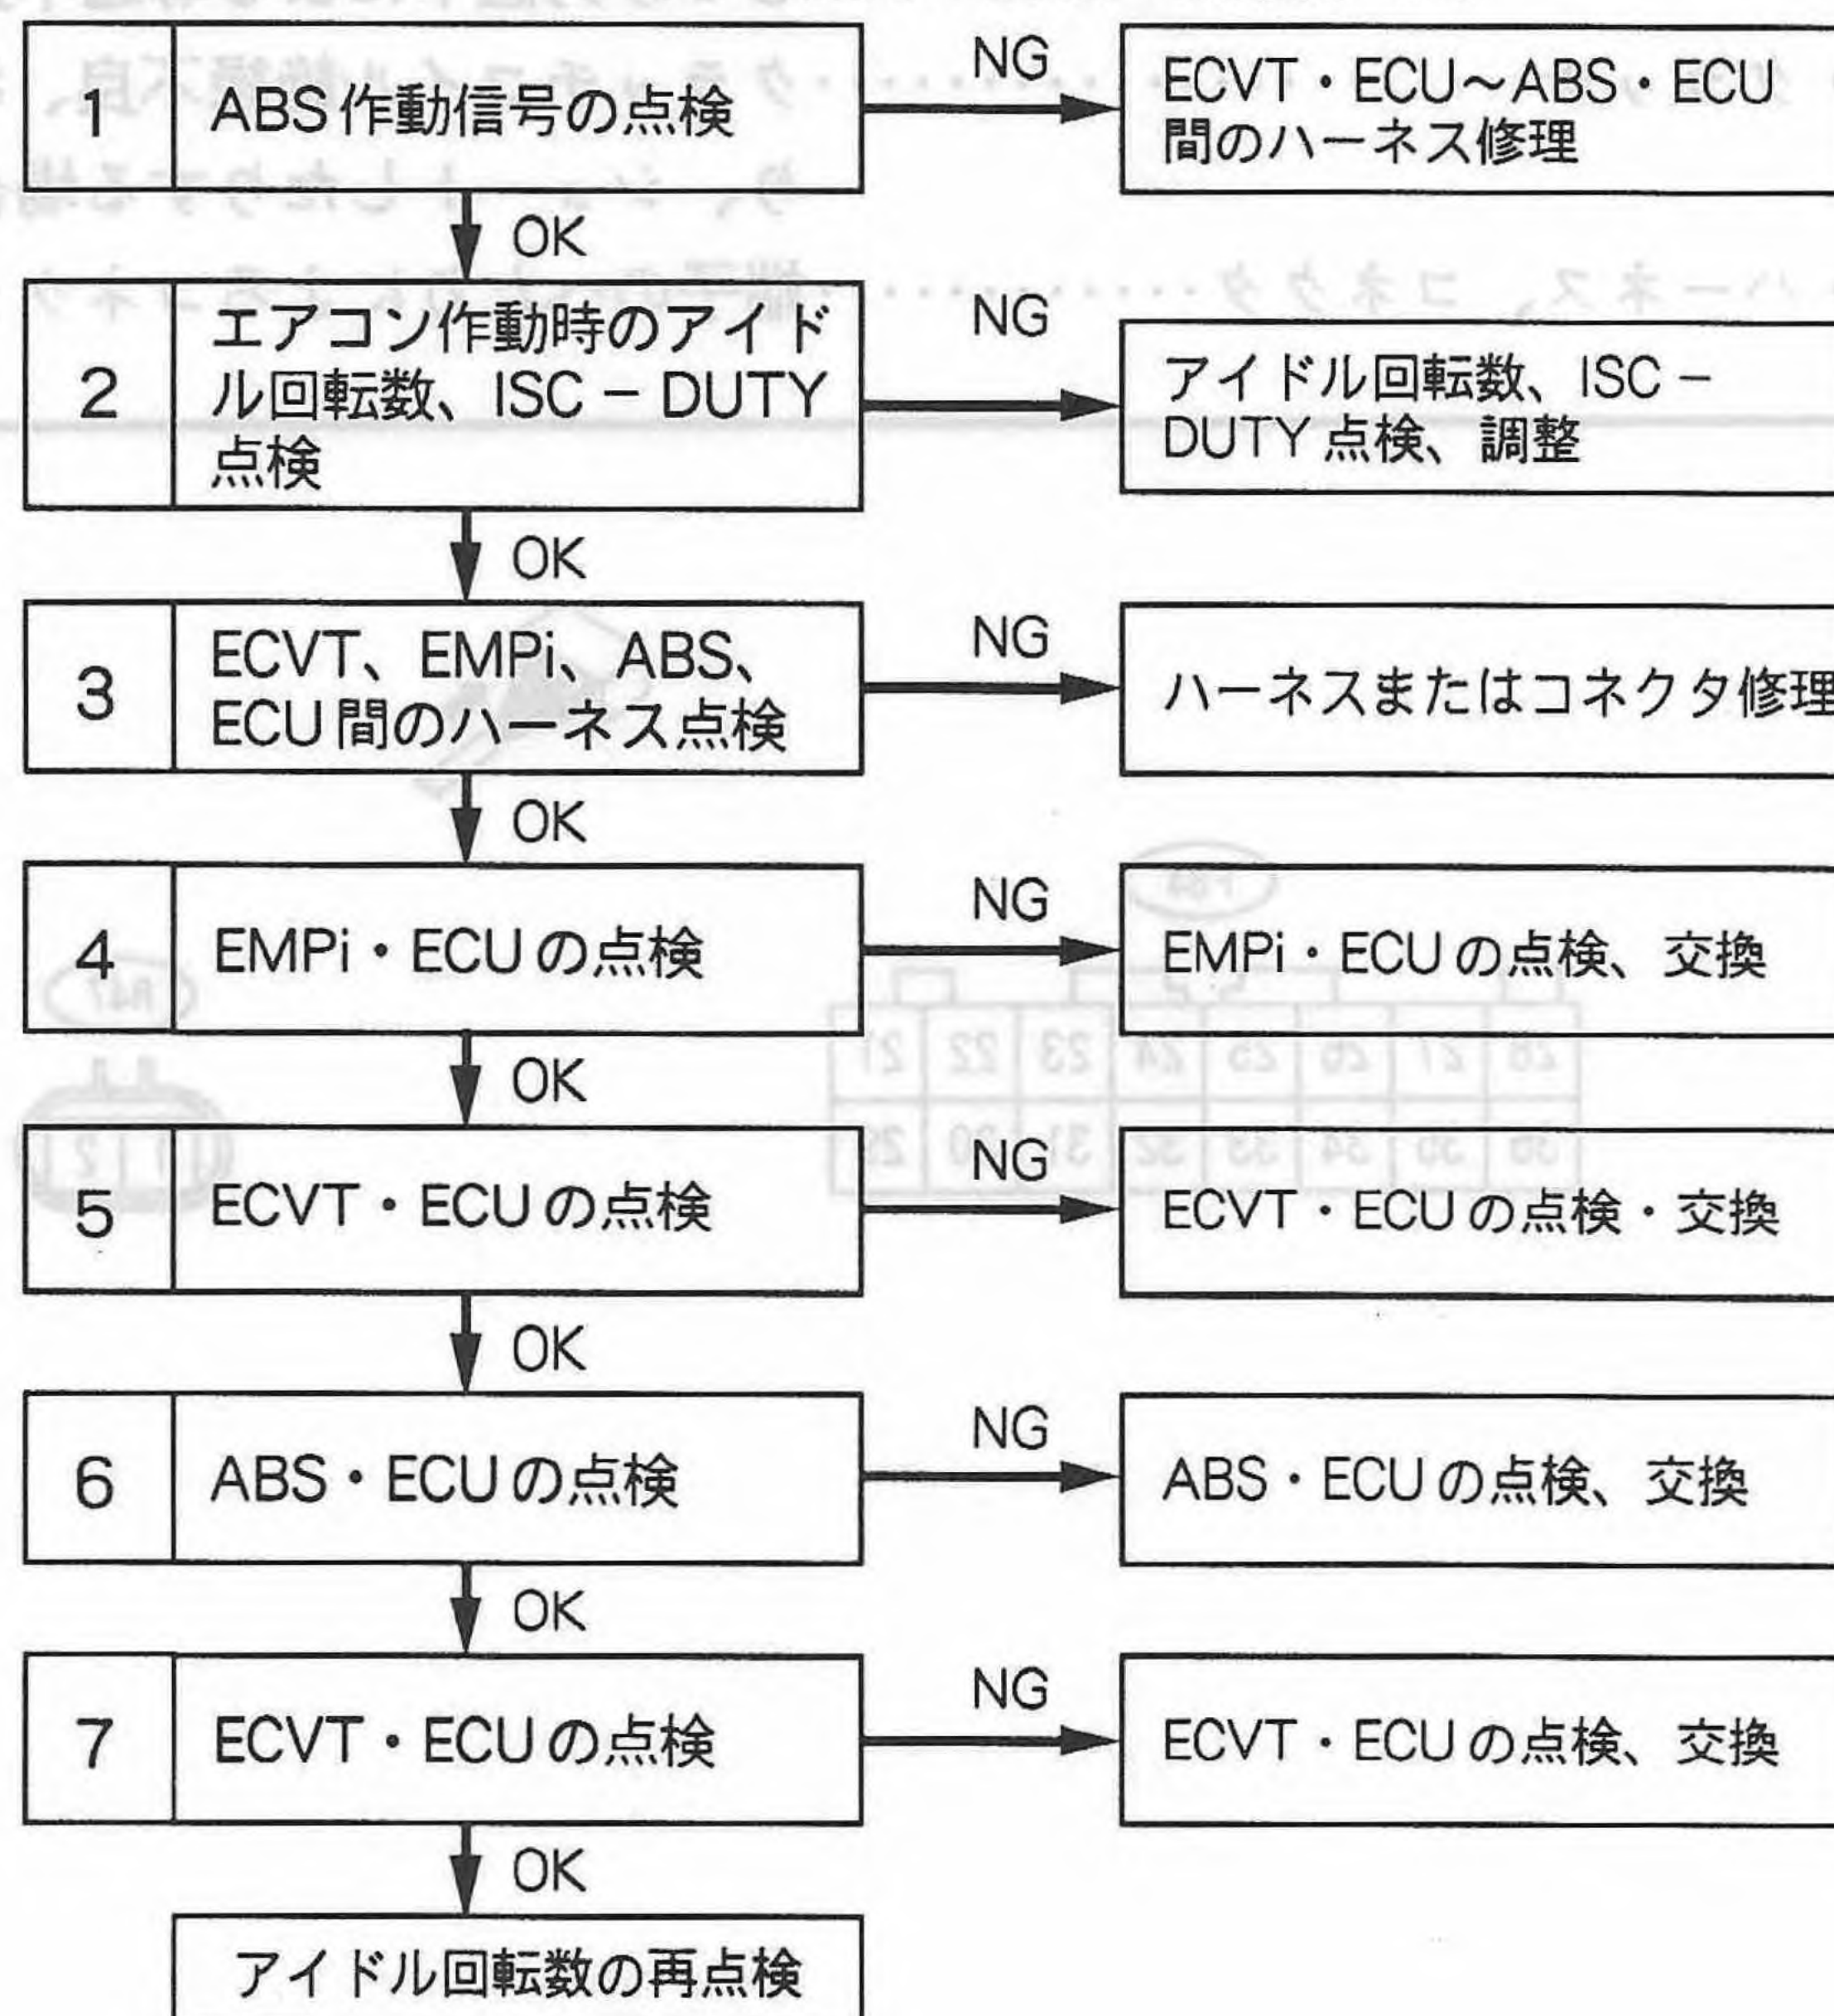 1
ABS作動信号の点検
NG
ECVT・ECU～ABS・ECU
間のハーネス修理
OK
2
エアコン作動時のアイド
ル回転数、ISC－DUTY
点検
NG
アイドル回転数、ISC－
DUTY点検、調整
OK
3
ECVT、EMPi、ABS、
ECU間のハーネス点検
NG
ハーネスまたはコネクタ修理
OK
4
EMPi・ECUの点検
NG
EMPi・ECUの点検、交換
OK
5
ECVT・ECUの点検
NG
ECVT・ECUの点検・交換
OK
6
ABS・ECUの点検
NG
ABS・ECUの点検、交換
OK
7
ECVT・ECUの点検
NG
ECVT・ECUの点検、交換
OK
アイドル回転数の再点検